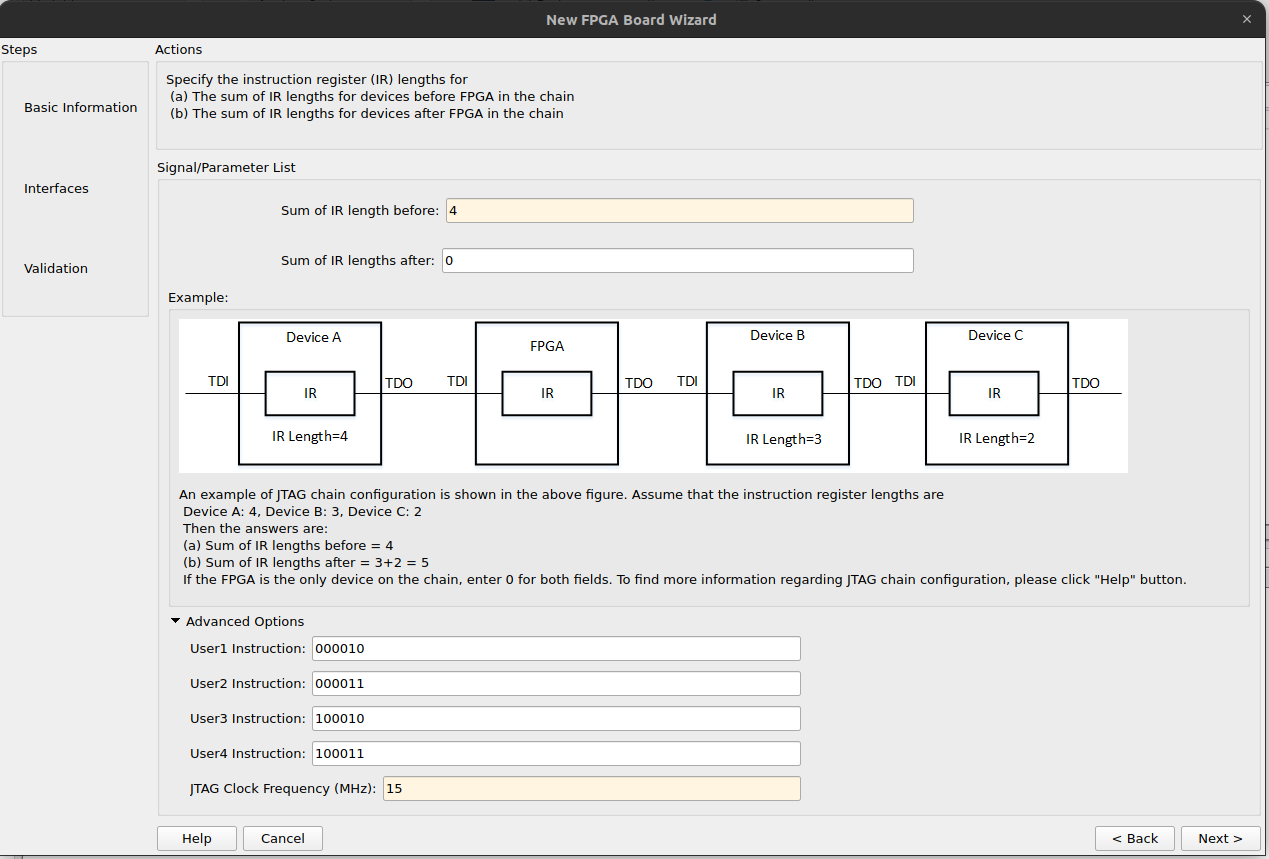 New FPGA Board Wizard
×
Steps
Actions
Basic Information
Interfaces
Validation
Specify the instruction register (IR) lengths for
(a) The sum of IR lengths for devices before FPGA in the chain
(b) The sum of IR lengths for devices after FPGA in the chain
Signal/Parameter List
Sum of IR length before: 4
Sum of IR lengths after: 0
Example:
Device A
FPGA
Device B
Device C
TDI
IR
TDO
TDI
IR
TDO
TDI
IR
TDO
TDI
IR
TDO
IR Length=4
IR Length=3
IR Length=2
An example of JTAG chain configuration is shown in the above figure. Assume that the instruction register lengths are
Device A: 4, Device B: 3, Device C: 2
Then the answers are:
(a) Sum of IR lengths before = 4
(b) Sum of IR lengths after = 3+2 = 5
If the FPGA is the only device on the chain, enter 0 for both fields. To find more information regarding JTAG chain configuration, please click "Help" button.
Advanced Options
User1 Instruction: 000010
User2 Instruction: 000011
User3 Instruction: 100010
User4 Instruction: 100011
JTAG Clock Frequency (MHz): 15
Help
Cancel
< Back
Next >